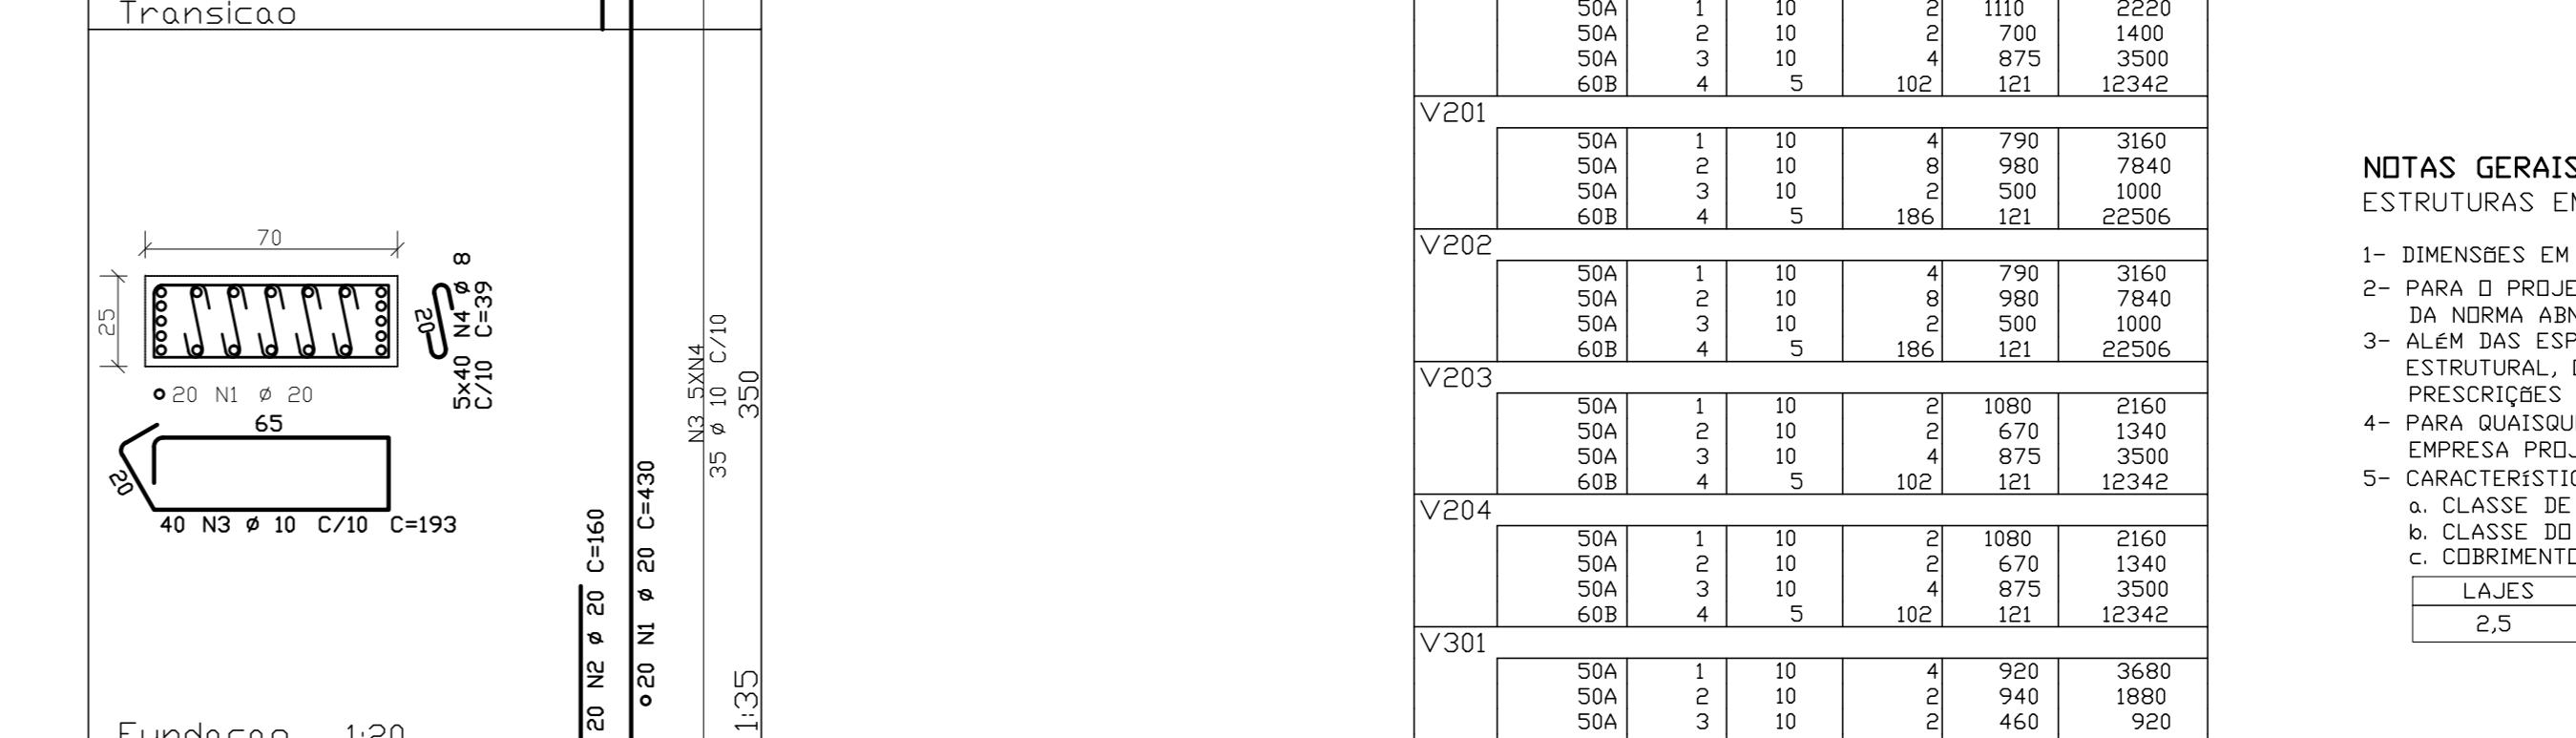 Transicao
70
25
20 N1 ø 20
20
5x40 N4 ø 8
C/10 C=39
65
20
40 N3 ø 10 C/10 C=193
Fundacao 1:20
20 N2 ø 20 C=160
20 N1 ø 20 C=430
N3 5XN4
35 ø 10 C/10
350
1:35
50A 1 10 2 1110 2220
50A 2 10 2 700 1400
50A 3 10 4 875 3500
60B 4 5 102 121 12342
V201
50A 1 10 4 790 3160
50A 2 10 8 980 7840
50A 3 10 2 500 1000
60B 4 5 186 121 22506
V202
50A 1 10 4 790 3160
50A 2 10 8 980 7840
50A 3 10 2 500 1000
60B 4 5 186 121 22506
V203
50A 1 10 2 1080 2160
50A 2 10 2 670 1340
50A 3 10 4 875 3500
60B 4 5 102 121 12342
V204
50A 1 10 2 1080 2160
50A 2 10 2 670 1340
50A 3 10 4 875 3500
60B 4 5 102 121 12342
V301
50A 1 10 4 920 3680
50A 2 10 2 940 1880
50A 3 10 2 460 920
NOTAS GERAIS
ESTRUTURAS EM
1- DIMENSÕES EM
2- PARA O PROJE
DA NORMA ABN
3- ALÉM DAS ESP
ESTRUTURAL,
PRESCRIÇÕES
4- PARA QUAISQU
EMPRESA PROJ
5- CARACTERÍSTIC
a. CLASSE DE
b. CLASSE DO
c. COBRIMENTO
LAJES
2,5